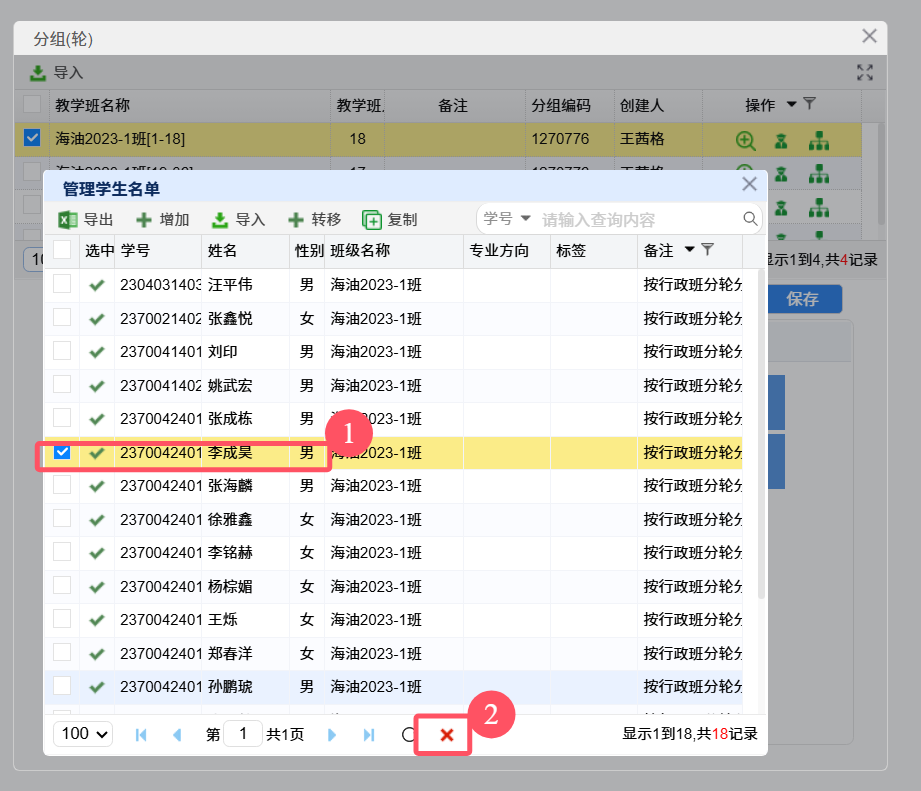 分组(轮)
导入
教学班名称 教学班. 备注 分组编码 创建人 操作
海油2023-1班[1-18] 18 1270776 王茜格
管理学生名单
导出 增加 导入 转移 复制 学号 请输入查询内容
选中 学号 姓名 性别 班级名称 专业方向 标签 备注
2304031403 汪平伟 男 海油2023-1班 按行政班分轮分
2370021402 张鑫悦 女 海油2023-1班 按行政班分轮分
2370041401 刘印 男 海油2023-1班 按行政班分轮分
2370041402 姚武宏 男 海油2023-1班 按行政班分轮分
2370042401 张成栋 男 2023-1班 按行政班分轮分
1
2370042401 李成昊 男 海油2023-1班 按行政班分轮分
2370042401 张海麟 男 海油2023-1班 按行政班分轮分
2370042401 徐雅鑫 女 海油2023-1班 按行政班分轮分
2370042401 李铭赫 女 海油2023-1班 按行政班分轮分
2370042401 杨棕媚 女 海油2023-1班 按行政班分轮分
2370042401 王烁 女 海油2023-1班 按行政班分轮分
2370042401 郑春洋 女 海油2023-1班 按行政班分轮分
2370042401 孙鹏琥 男 海油2023-1班 按行政班分轮分
100 第 1 共1页 显示1到18,共18记录
2
显示1到4,共4记录
保存